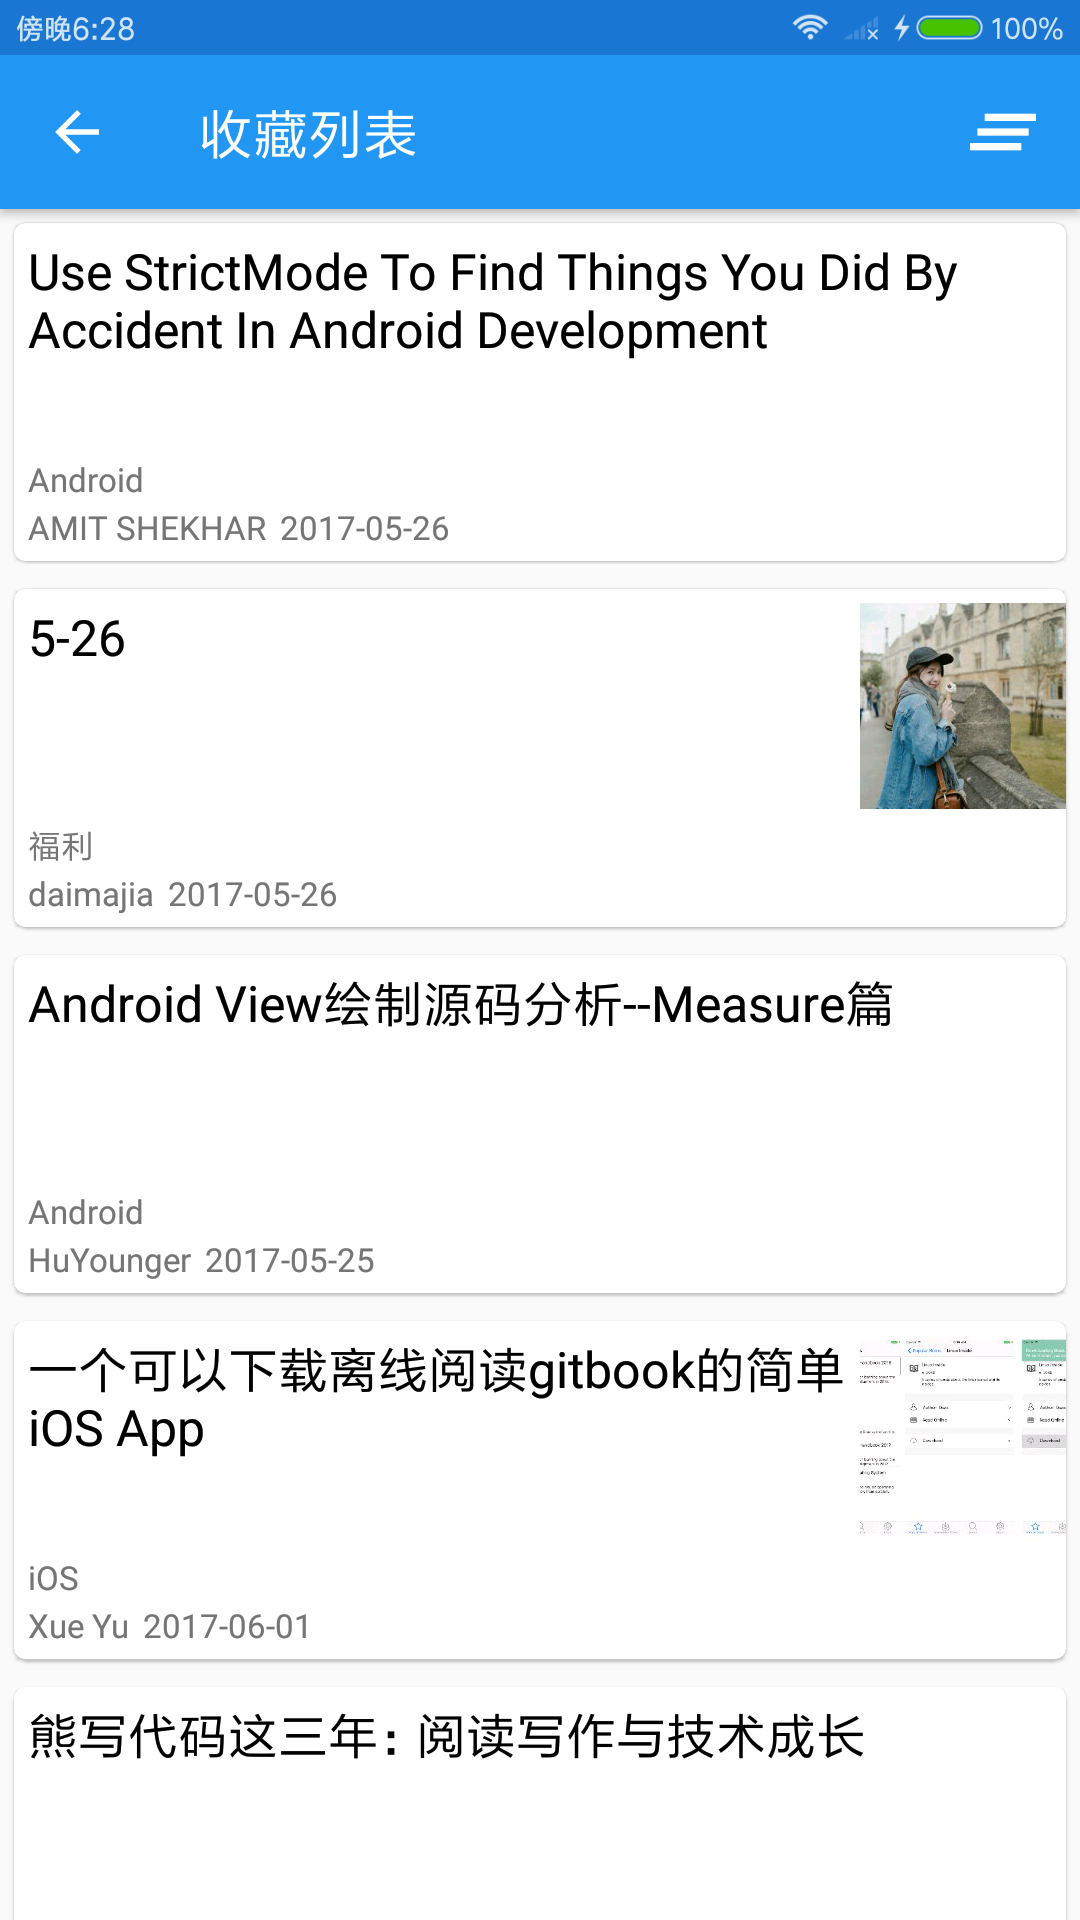 傍晚6:28
100%
收藏列表
Use StrictMode To Find Things You Did By
Accident In Android Development
Android
AMIT SHEKHAR 2017-05-26
5-26
福利
daimajia 2017-05-26
Android View绘制源码分析--Measure篇
Android
HuYounger 2017-05-25
一个可以下载离线阅读gitbook的简单
iOS App
iOS
Xue Yu 2017-06-01
熊写代码这三年：阅读写作与技术成长